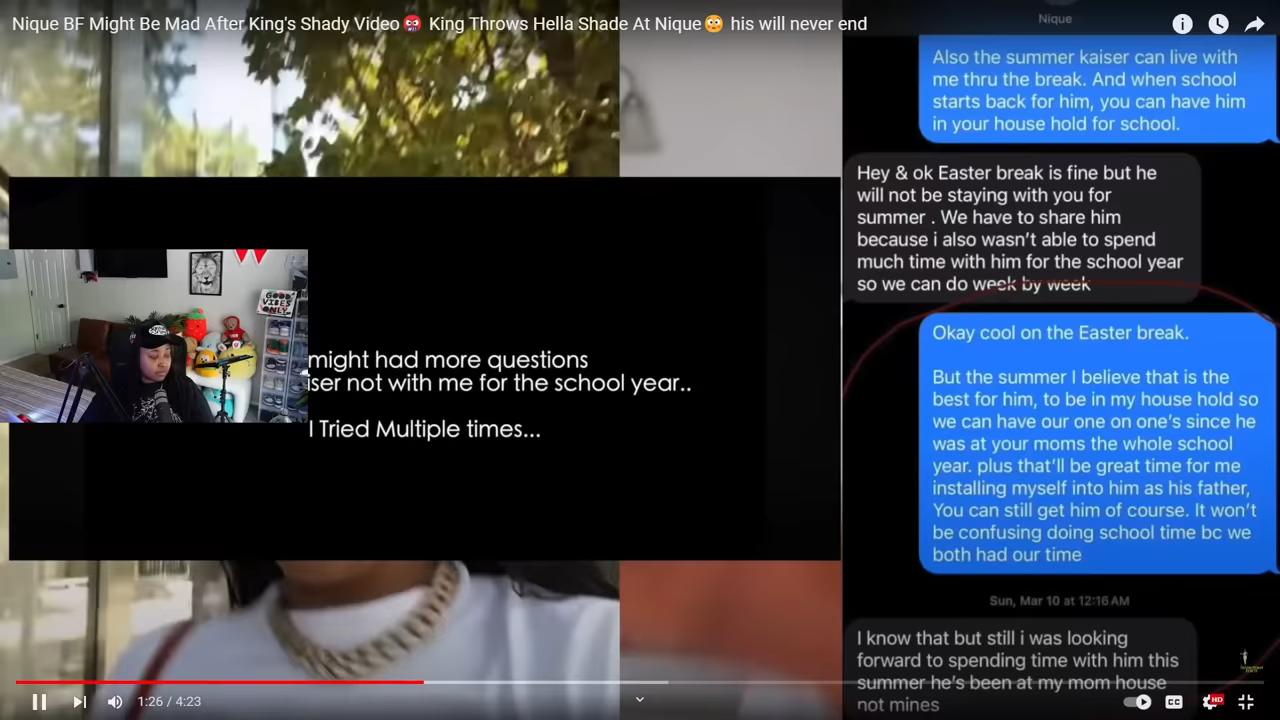 Nique BF Might Be Mad After King's Shady Video😡 King Throws Hella Shade At Nique😳 his will never end
Nique
Also the summer kaiser can live with
me thru the break. And when school
starts back for him, you can have him
in your house hold for school.
Hey & ok Easter break is fine but he
will not be staying with you for
summer . We have to share him
because i also wasn't able to spend
much time with him for the school year
so we can do week by week
Okay cool on the Easter break.
But the summer I believe that is the
best for him, to be in my house hold so
we can have our one on one's since he
was at your moms the whole school
year. plus that'll be great time for me
installing myself into him as his father,
You can still get him of course. It won't
be confusing doing school time bc we
both had our time
Sun, Mar 10 at 12:16 AM
I know that but still i was looking
forward to spending time with him this
summer he's been at my mom house
not mines
GOOD
VIBES
ONLY
might had more questions
iser not with me for the school year..
I Tried Multiple times...
1:26 / 4:23
CC
HD